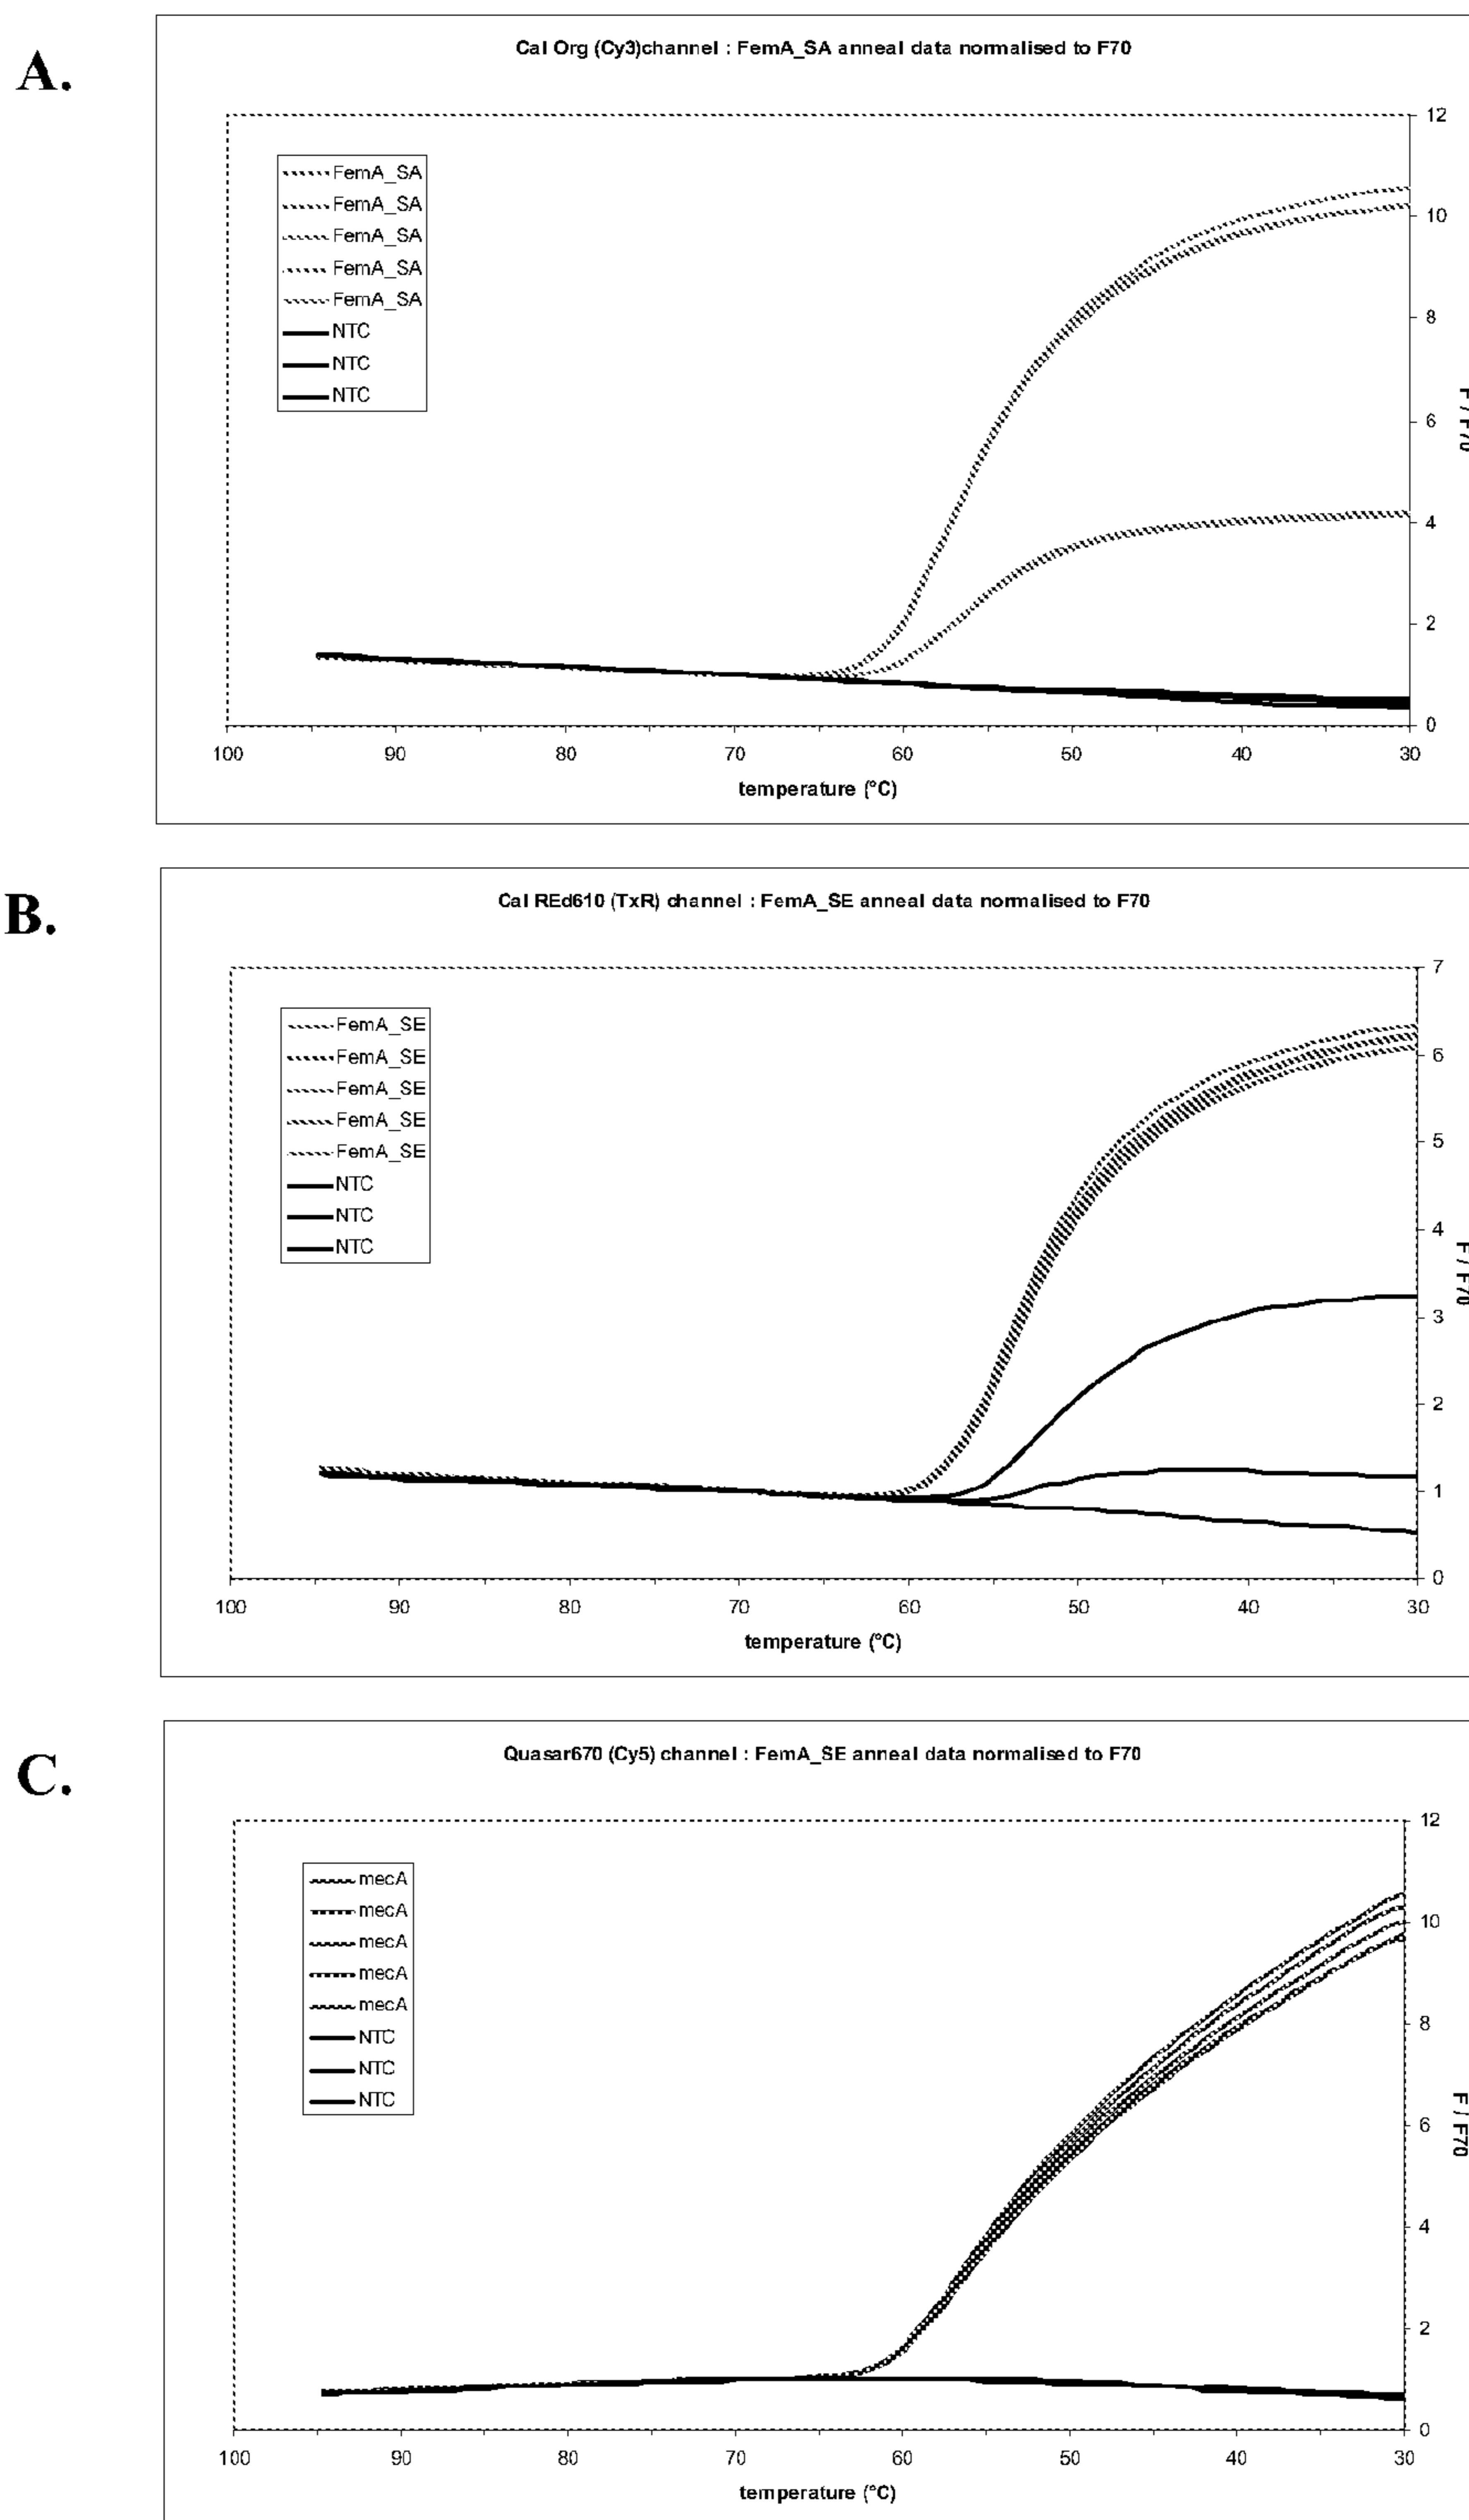 A.
Cal Org (Cy3)channel : FemA_SA anneal data normalised to F70
FemA_SA
FemA_SA
FemA_SA
FemA_SA
FemA_SA
NTC
NTC
NTC
12
10
8
6
4
2
0
F / F70
100 90 80 70 60 50 40 30
temperature (°C)
B.
Cal REd610 (TxR) channel : FemA_SE anneal data normalised to F70
FemA_SE
FemA_SE
FemA_SE
FemA_SE
FemA_SE
NTC
NTC
NTC
7
6
5
4
3
2
1
0
F / F70
100 90 80 70 60 50 40 30
temperature (°C)
C.
Quasar670 (Cy5) channel : FemA_SE anneal data normalised to F70
mecA
mecA
mecA
mecA
mecA
NTC
NTC
NTC
12
10
8
6
4
2
0
F / F70
100 90 80 70 60 50 40 30
temperature (°C)